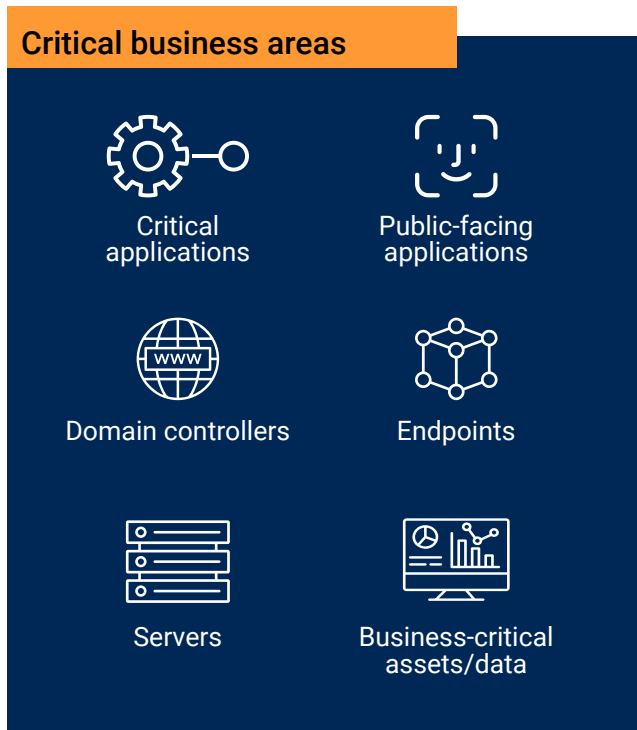 Critical business areas
Critical
applications
Public-facing
applications
www
Domain controllers
Endpoints
Servers
Business-critical
assets/data